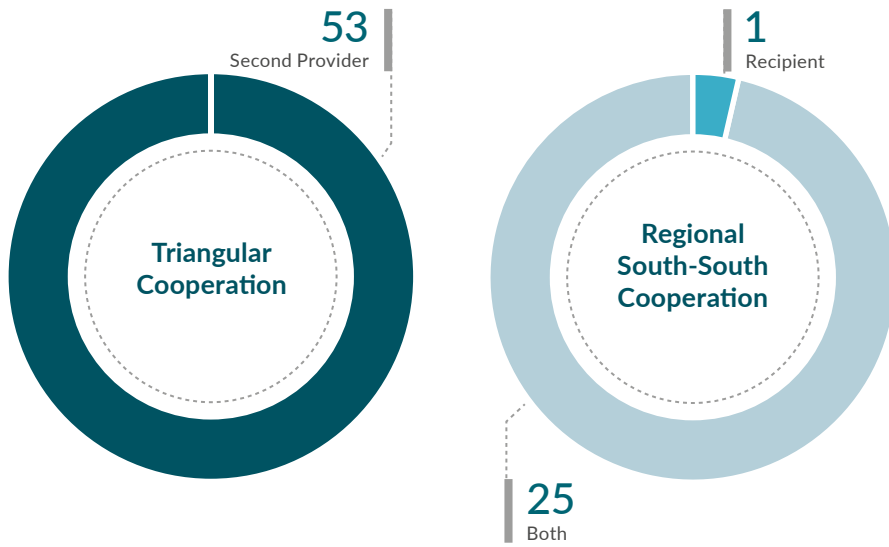 53
Second Provider
Triangular
Cooperation
1
Recipient
Regional
South-South
Cooperation
25
Both